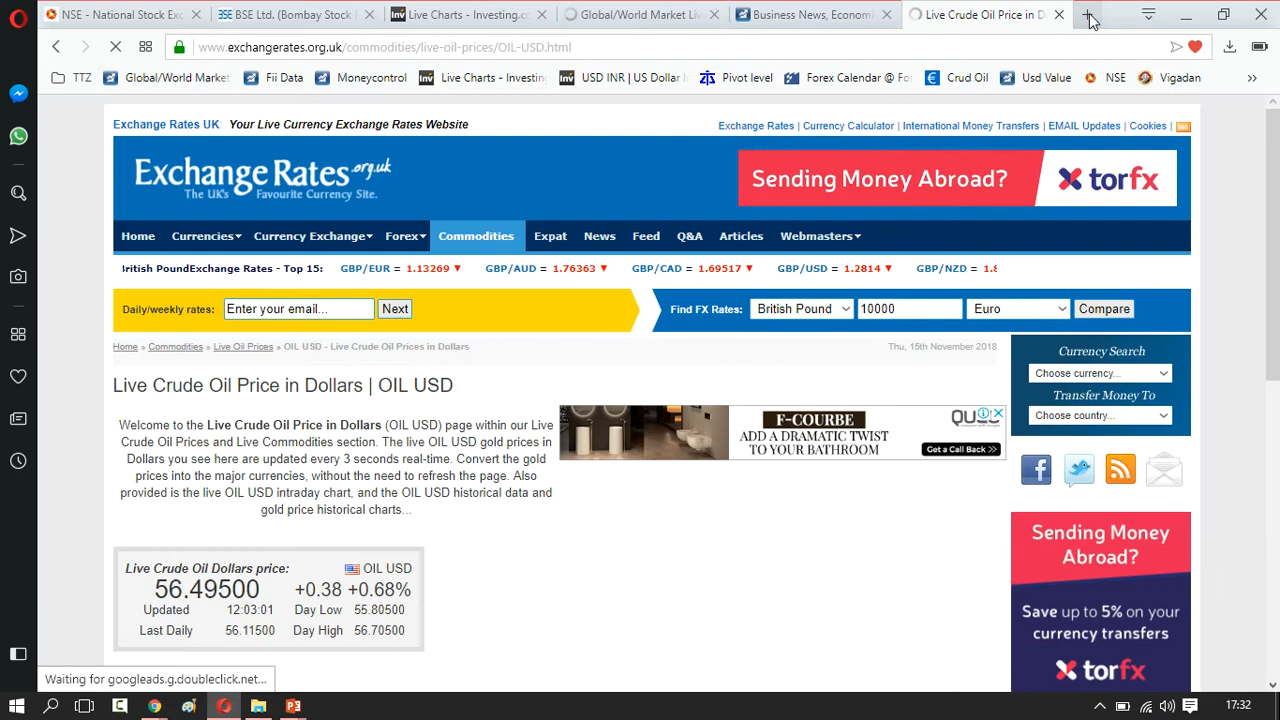 NSE - National Stock Exc
BSE Ltd. (Bombay Stock
Live Charts - Investing.co
Global/World Market Liv
Business News, Economi
Live Crude Oil Price in D
www.exchangerates.org.uk/commodities/live-oil-prices/OIL-USD.html
TTZ
Global/World Market
Fii Data
Moneycontrol
Live Charts - Investing
USD INR | US Dollar I
Pivot level
Forex Calendar @ Fo
Crud Oil
Usd Value
NSE
Vigadan
Exchange Rates UK Your Live Currency Exchange Rates Website
Exchange Rates | Currency Calculator | International Money Transfers | EMAIL Updates | Cookies |
Exchange Rates.org.uk
The UK's Favourite Currency Site.
Sending Money Abroad?
torfx
Home Currencies Currency Exchange Forex Commodities Expat News Feed Q&A Articles Webmasters
British PoundExchange Rates - Top 15: GBP/EUR = 1.13269 ▼ GBP/AUD = 1.76363 ▼ GBP/CAD = 1.69517 ▼ GBP/USD = 1.2814 ▼ GBP/NZD = 1.8
Daily/weekly rates: Enter your email... Next
Find FX Rates: British Pound 10000 Euro Compare
Home » Commodities » Live Oil Prices » OIL USD - Live Crude Oil Prices in Dollars
Thu, 15th November 2018
Currency Search
Choose currency...
Transfer Money To
Choose country...
Live Crude Oil Price in Dollars | OIL USD
Welcome to the Live Crude Oil Price in Dollars (OIL USD) page within our Live
Crude Oil Prices and Live Commodities section. The live OIL USD gold prices in
Dollars you see here are updated every 3 seconds real-time. Convert the gold
prices into the major currencies, without the need to refresh the page. Also
provided is the live OIL USD intraday chart, and the OIL USD historical data and
gold price historical charts...
F-COURBE
ADD A DRAMATIC TWIST
TO YOUR BATHROOM
Get a Call Back >>
Sending Money
Abroad?
Save up to 5% on your
currency transfers
torfx
Live Crude Oil Dollars price: OIL USD
56.49500 +0.38 +0.68%
Updated 12:03:01 Day Low 55.80500
Last Daily 56.11500 Day High 56.70500
Waiting for googleads.g.doubleclick.net...
17:32